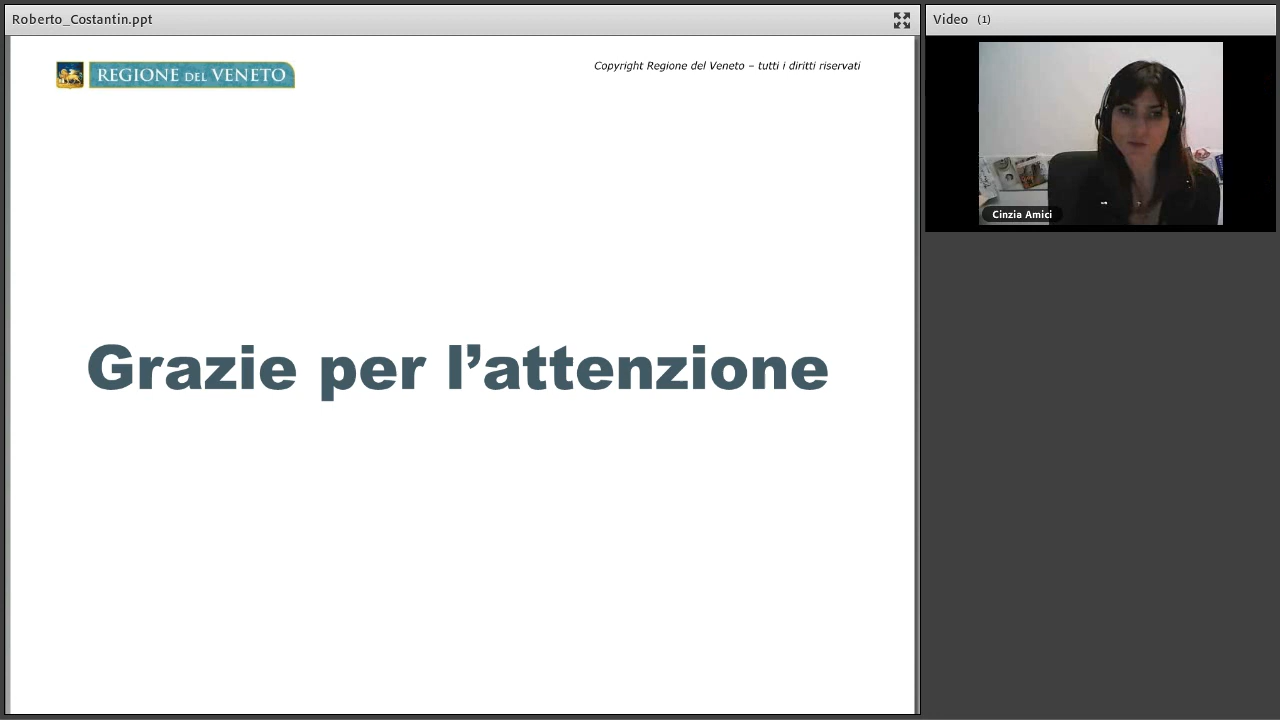 Roberto_Costantin.ppt
Video (1)
REGIONE DEL VENETO
Copyright Regione del Veneto – tutti i diritti riservati
Cinzia Amici
Grazie per l’attenzione